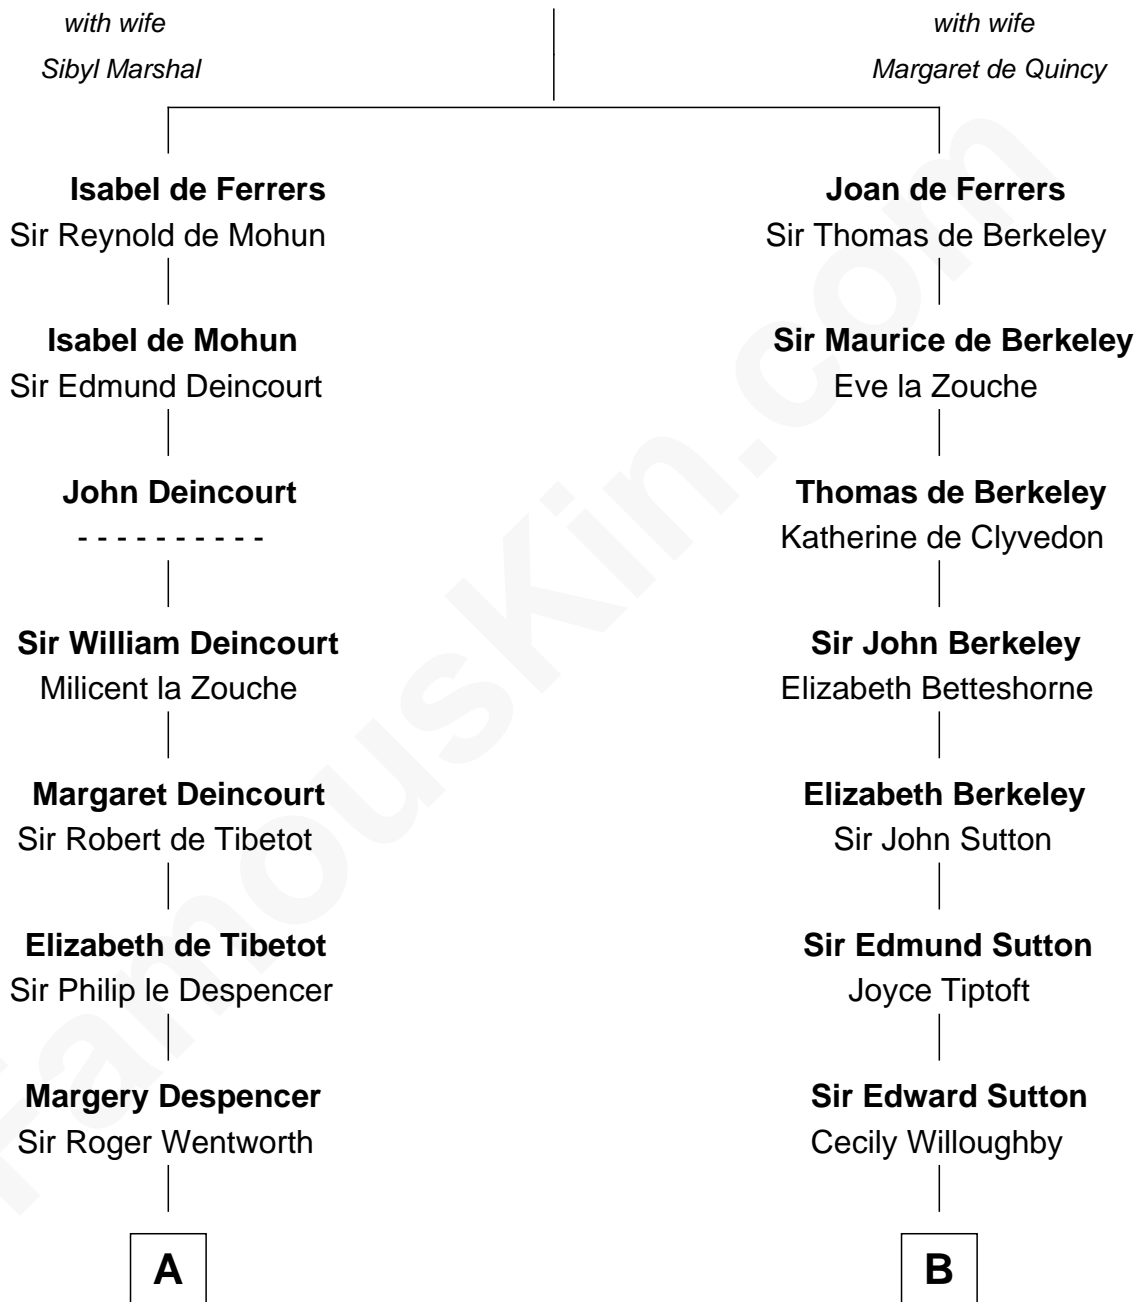 with wife
Sibyl Marshal
with wife
Margaret de Quincy
Isabel de Ferrers
Sir Reynold de Mohun
Joan de Ferrers
Sir Thomas de Berkeley
Isabel de Mohun
Sir Edmund Deincourt
Sir Maurice de Berkeley
Eve la Zouche
John Deincourt
- - - - - - - - - -
Thomas de Berkeley
Katherine de Clyvedon
Sir William Deincourt
Milicent la Zouche
Sir John Berkeley
Elizabeth Betteshorne
Margaret Deincourt
Sir Robert de Tibetot
Elizabeth Berkeley
Sir John Sutton
Elizabeth de Tibetot
Sir Philip le Despencer
Sir Edmund Sutton
Joyce Tiptoft
Margery Despencer
Sir Roger Wentworth
Sir Edward Sutton
Cecily Willoughby
A
B
FamousKin.com